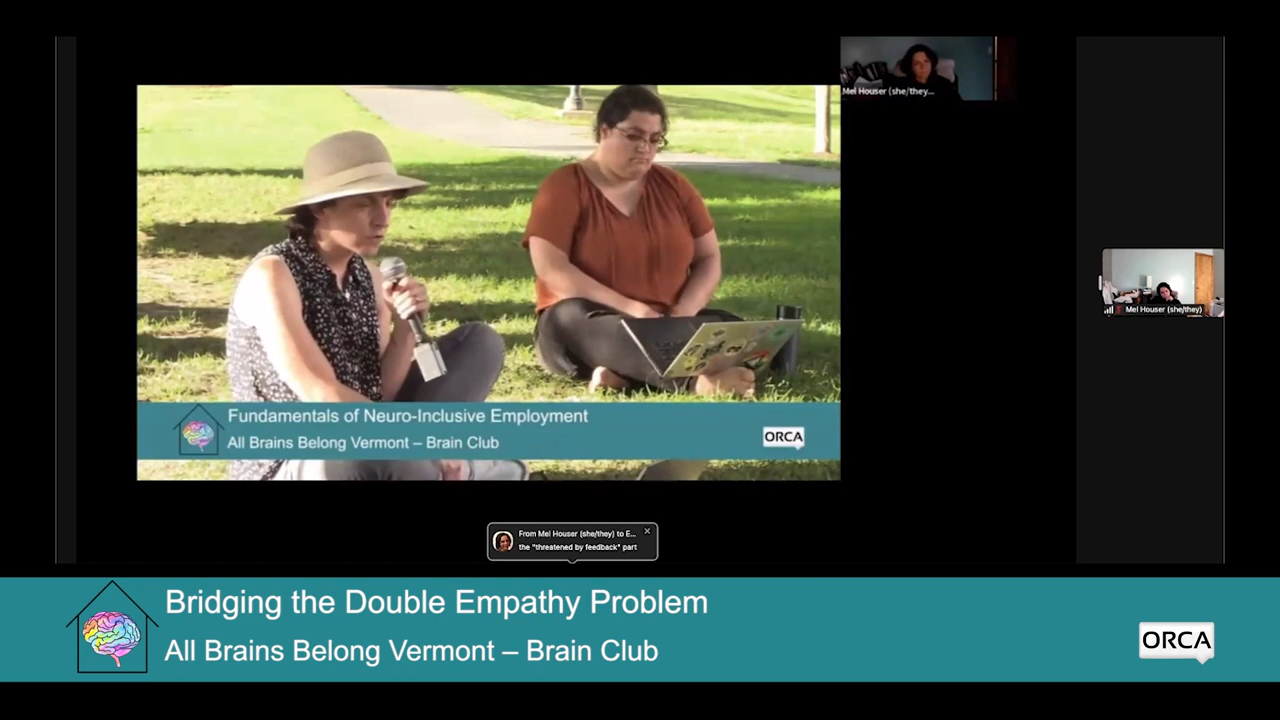 Mel Houser (she/they...
Mel Houser (she/they)
Fundamentals of Neuro-Inclusive Employment
All Brains Belong Vermont – Brain Club
ORCA
From Mel Houser (she/they) to E...
the "threatened by feedback" part
Bridging the Double Empathy Problem
All Brains Belong Vermont – Brain Club
ORCA